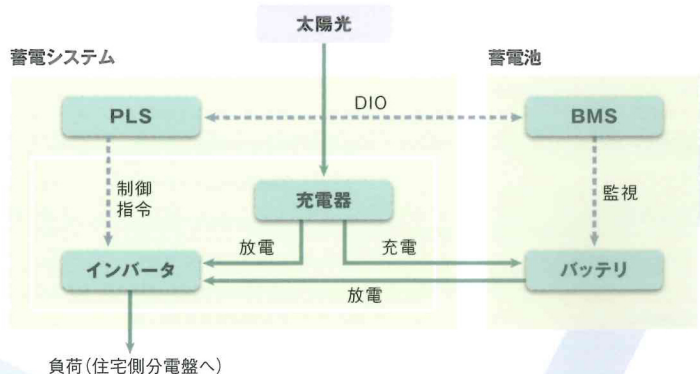 太陽光
蓄電システム
蓄電池
PLS
DIO
BMS
制御
指令
充電器
監視
放電
充電
インバータ
バッテリ
放電
負荷(住宅側分電盤へ)